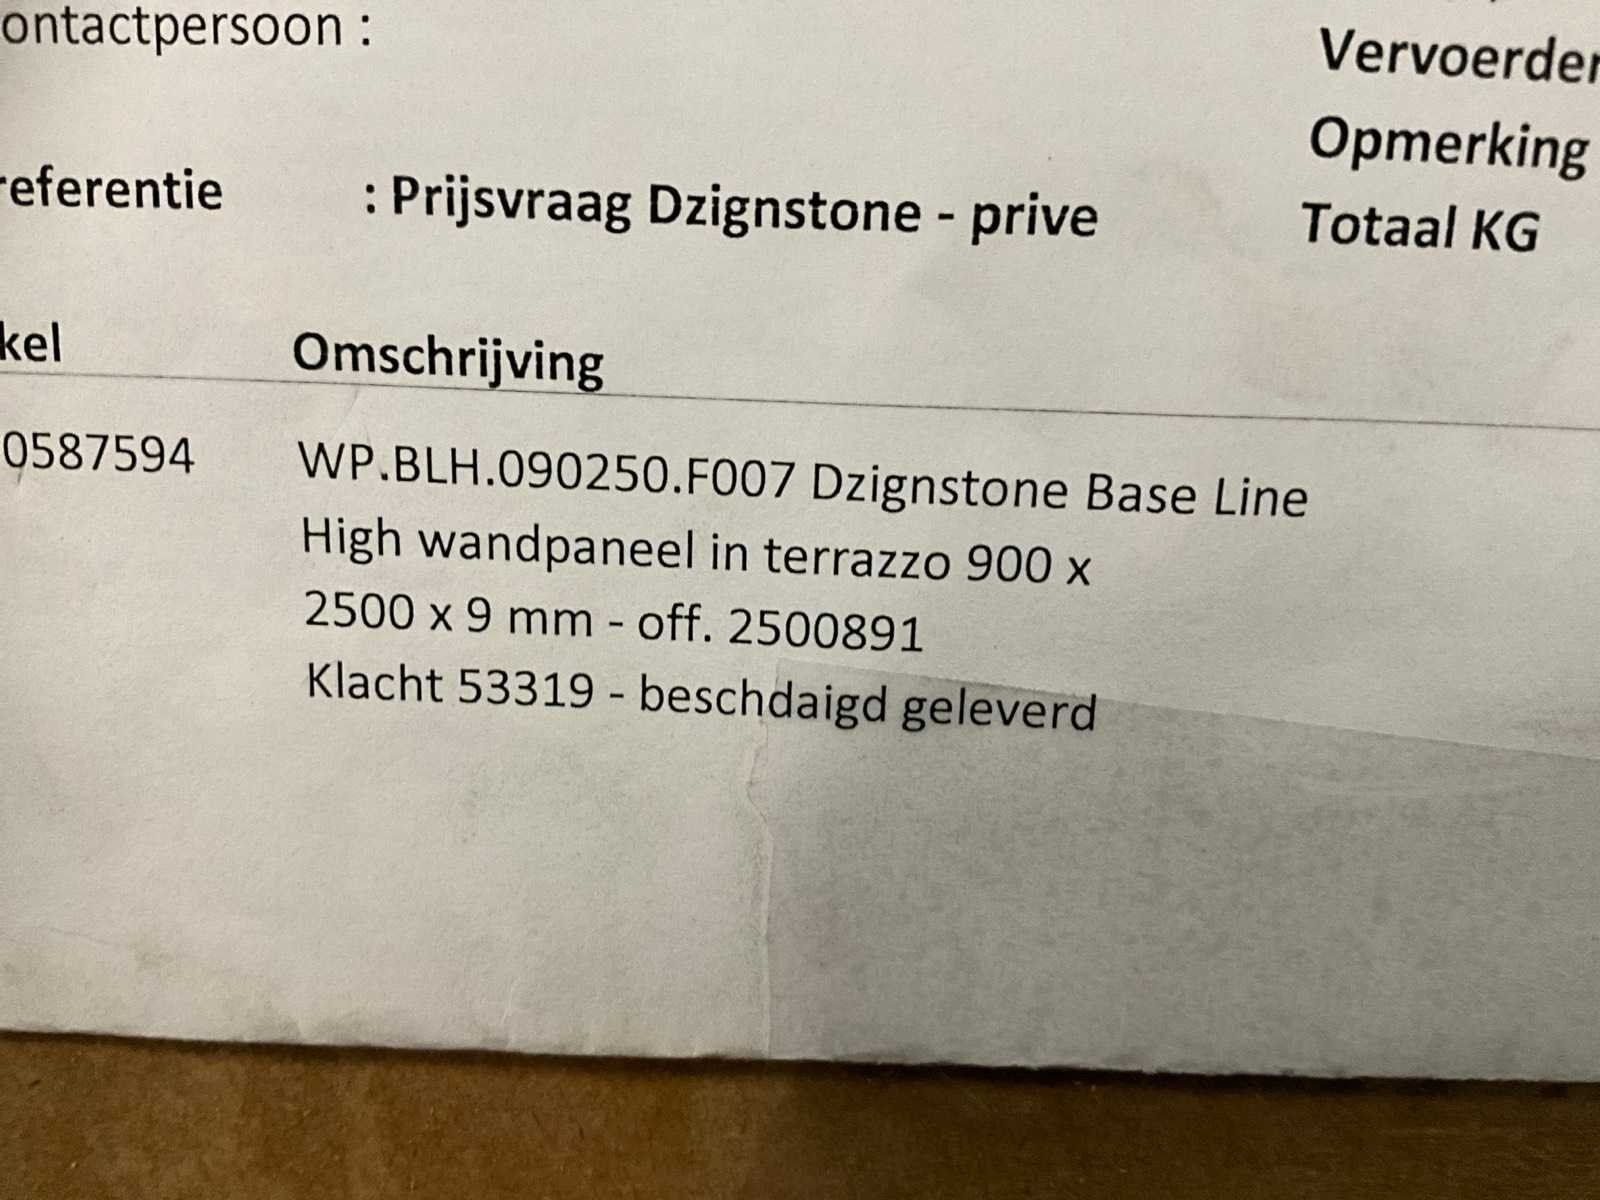 ontactpersoon :
Vervoerder
Opmerking
referentie : Prijsvraag Dzignstone - prive
Totaal KG
kel Omschrijving
0587594 WP.BLH.090250.F007 Dzignstone Base Line
High wandpaneel in terrazzo 900 x
2500 x 9 mm - off. 2500891
Klacht 53319 - beschdaigd geleverd